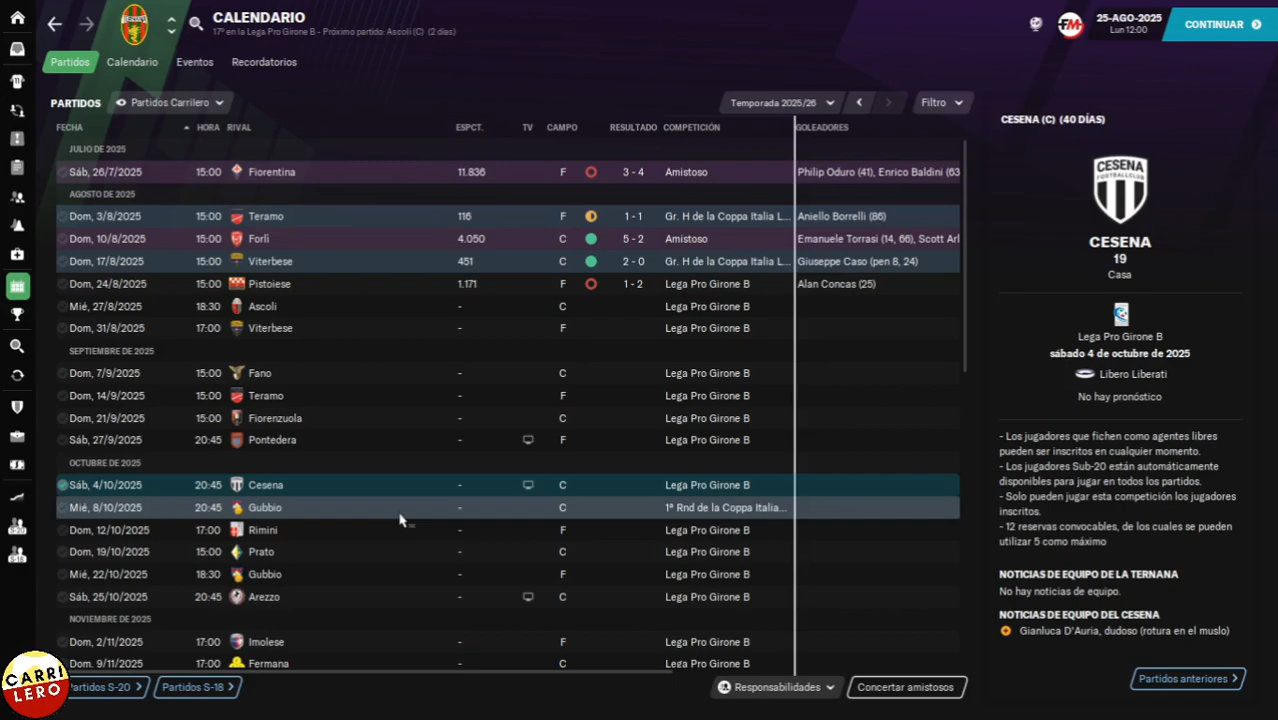 CALENDARIO
17º en la Lega Pro Girone B - Próximo partido: Ascoli (C) (2 días)
FM
25-AGO-2025
Lun 12:00
CONTINUAR
Partidos Calendario Eventos Recordatorios
PARTIDOS Partidos Carrilero Temporada 2025/26 Filtro
FECHA HORA RIVAL ESPCT. TV CAMPO RESULTADO COMPETICIÓN GOLEADORES
JULIO DE 2025
Sáb, 26/7/2025 15:00 Fiorentina 11.836 F 3 - 4 Amistoso Philip Oduro (41), Enrico Baldini (63
AGOSTO DE 2025
Dom, 3/8/2025 15:00 Teramo 116 F 1 - 1 Gr. H de la Coppa Italia L... Aniello Borrelli (86)
Dom, 10/8/2025 15:00 Forlì 4.050 C 5 - 2 Amistoso Emanuele Torrasi (14, 66), Scott Arl
Dom, 17/8/2025 15:00 Viterbese 451 C 2 - 0 Gr. H de la Coppa Italia L... Giuseppe Caso (pen 8, 24)
Dom, 24/8/2025 15:00 Pistoiese 1.171 F 1 - 2 Lega Pro Girone B Alan Concas (25)
Mié, 27/8/2025 18:30 Ascoli - C Lega Pro Girone B
Dom, 31/8/2025 17:00 Viterbese - F Lega Pro Girone B
SEPTIEMBRE DE 2025
Dom, 7/9/2025 15:00 Fano - C Lega Pro Girone B
Dom, 14/9/2025 15:00 Teramo - F Lega Pro Girone B
Dom, 21/9/2025 15:00 Fiorenzuola - C Lega Pro Girone B
Sáb, 27/9/2025 20:45 Pontedera - F Lega Pro Girone B
OCTUBRE DE 2025
Sáb, 4/10/2025 20:45 Cesena - C Lega Pro Girone B
Mié, 8/10/2025 20:45 Gubbio - C 1ª Rnd de la Coppa Italia...
Dom, 12/10/2025 17:00 Rimini - F Lega Pro Girone B
Dom, 19/10/2025 15:00 Prato - C Lega Pro Girone B
Mié, 22/10/2025 18:30 Gubbio - F Lega Pro Girone B
Sáb, 25/10/2025 20:45 Arezzo - C Lega Pro Girone B
NOVIEMBRE DE 2025
Dom, 2/11/2025 17:00 Imolese - F Lega Pro Girone B
Dom, 9/11/2025 17:00 Fermana - C Lega Pro Girone B
CARRI
LERO
Partidos S-20 Partidos S-18 Responsabilidades Concertar amistosos
CESENA (C) (40 DÍAS)
CESENA
FOOTBALL CLUB
CESENA
19
Casa
Lega Pro Girone B
sábado 4 de octubre de 2025
Libero Liberati
No hay pronóstico
- Los jugadores que fichen como agentes libres
pueden ser inscritos en cualquier momento.
- Los jugadores Sub-20 están automáticamente
disponibles para jugar en todos los partidos.
- Solo pueden jugar esta competición los jugadores
inscritos.
- 12 reservas convocables, de los cuales se pueden
utilizar 5 como máximo
NOTICIAS DE EQUIPO DE LA TERNANA
No hay noticias de equipo.
NOTICIAS DE EQUIPO DEL CESENA
Gianluca D'Auria, dudoso (rotura en el muslo)
Partidos anteriores